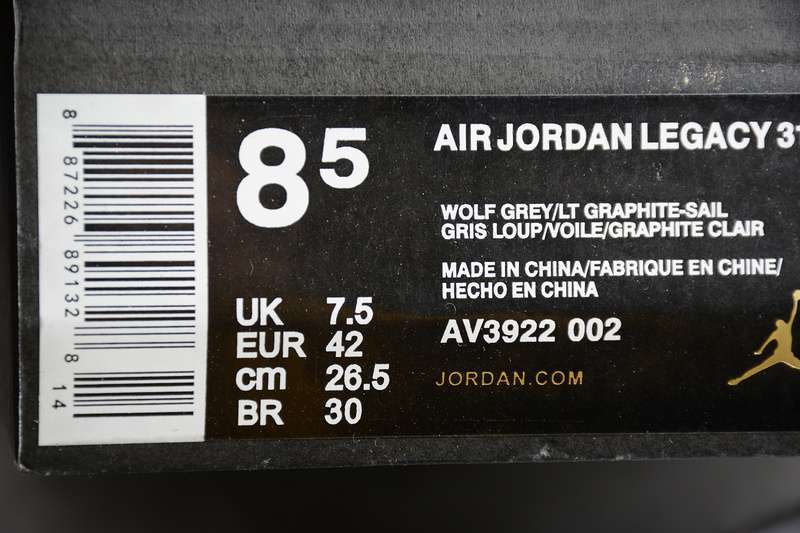 8 87226 89132 8
14
8 5
UK 7.5
EUR 42
cm 26.5
BR 30
AIR JORDAN LEGACY 31
WOLF GREY/LT GRAPHITE-SAIL
GRIS LOUP/VOILE/GRAPHITE CLAIR
MADE IN CHINA/FABRIQUE EN CHINE/
HECHO EN CHINA
AV3922 002
JORDAN.COM